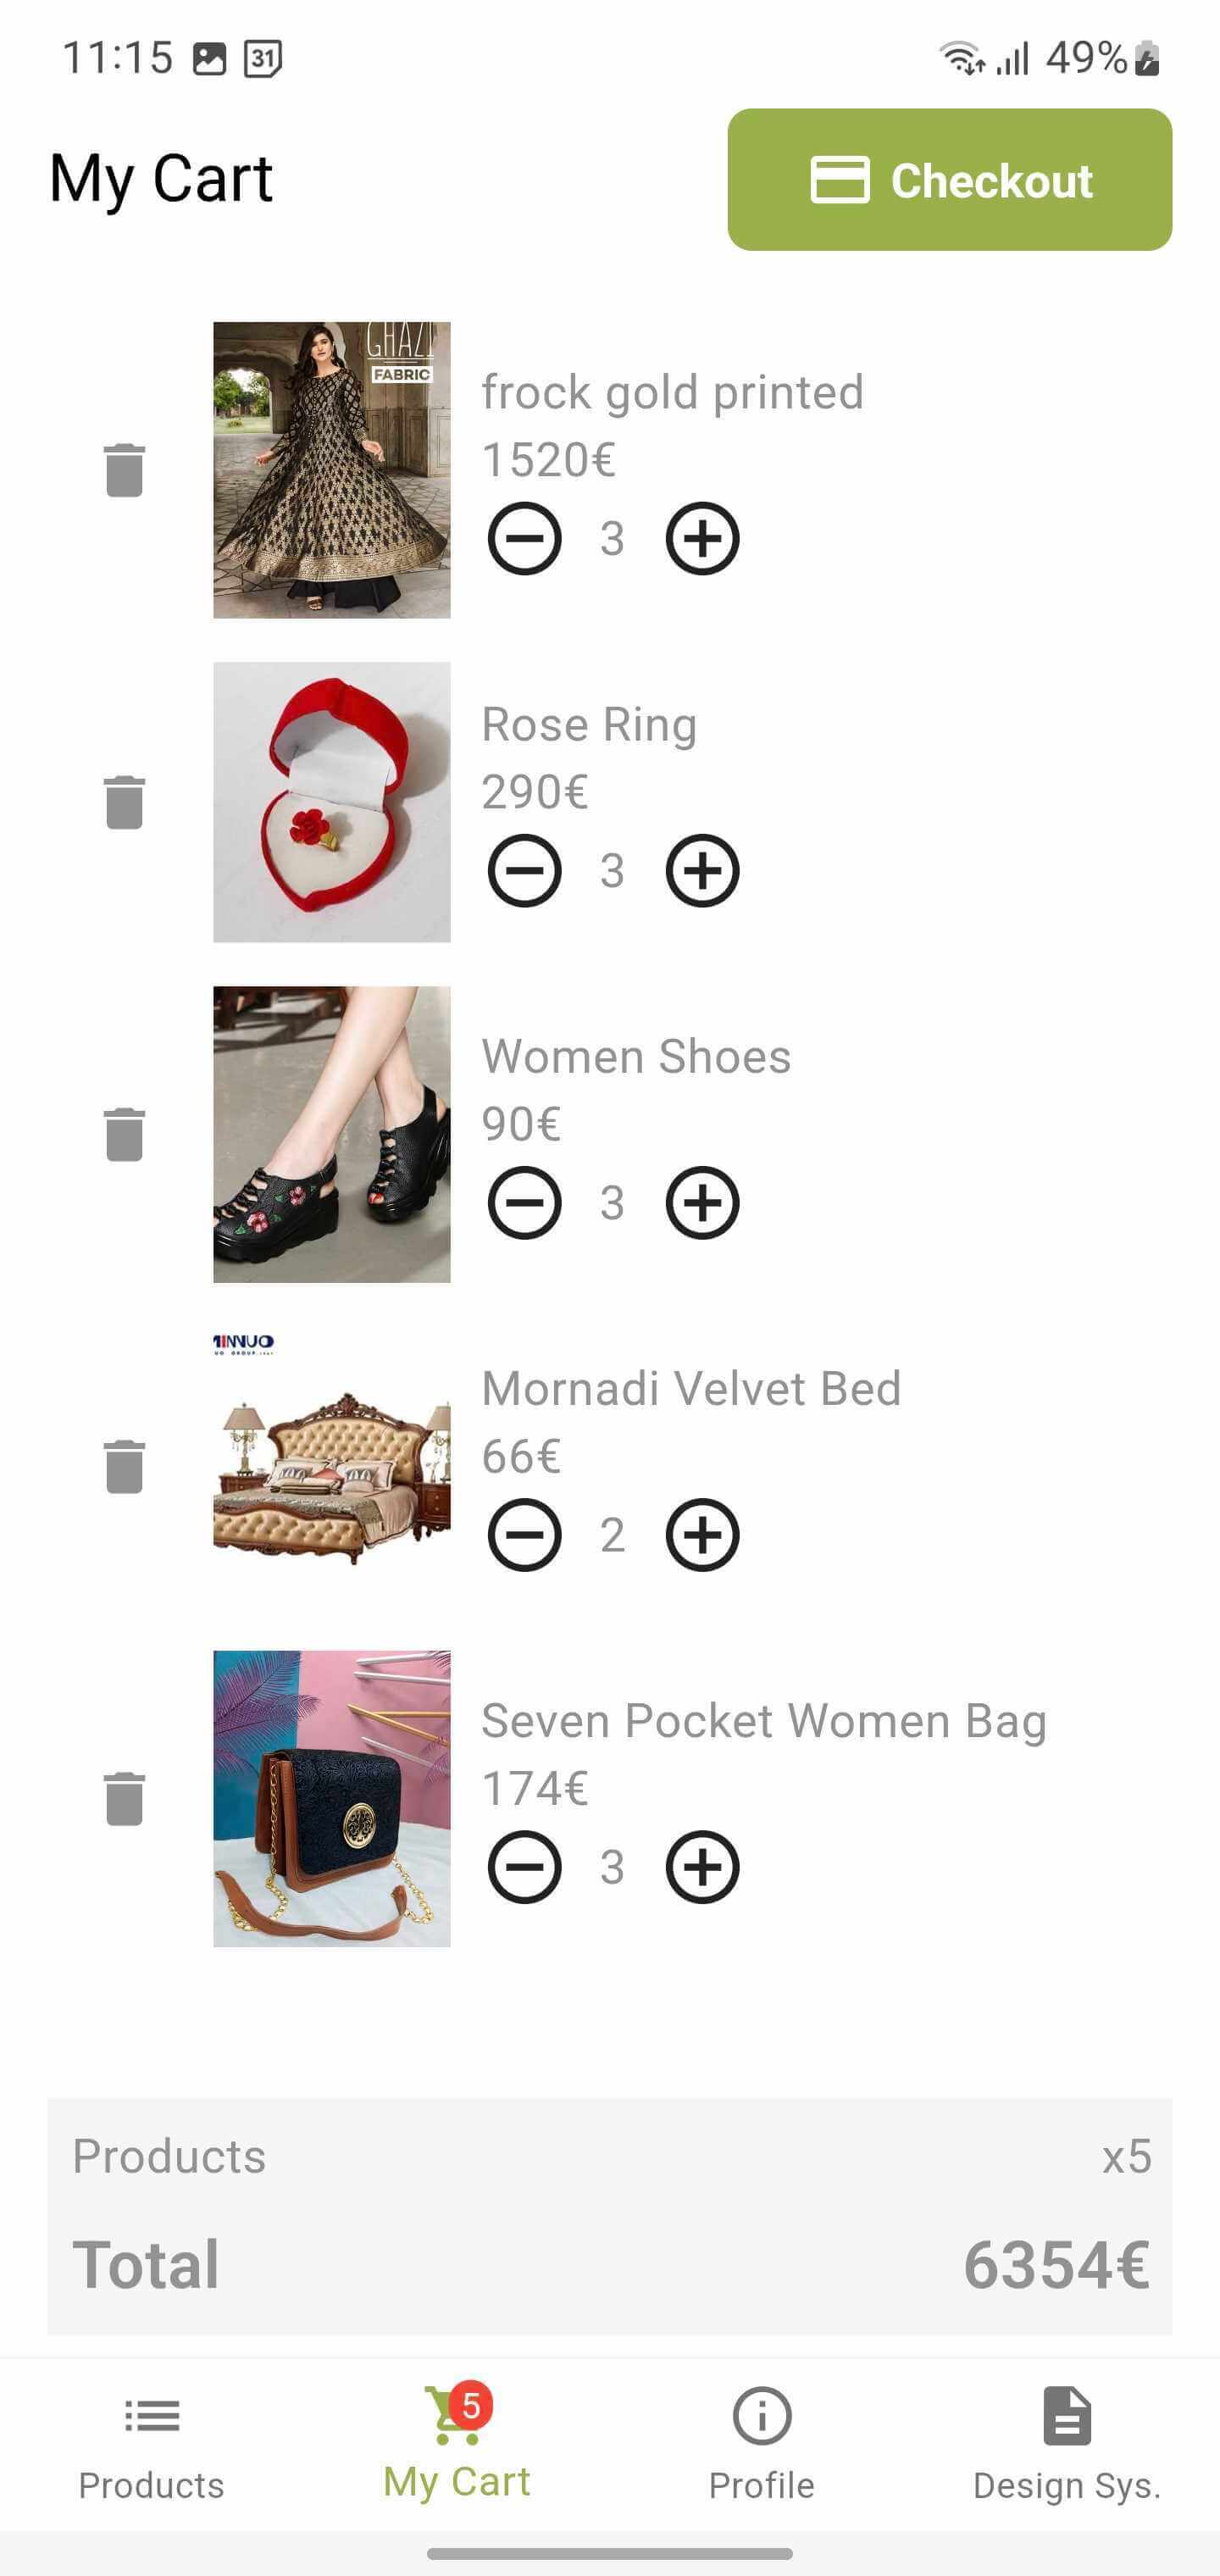 11:15
31
49%
My Cart
Checkout
GHAZI
FABRIC
frock gold printed
1520€
3
Rose Ring
290€
3
Women Shoes
90€
3
Mornadi Velvet Bed
66€
2
Seven Pocket Women Bag
174€
3
Products x5
Total 6354€
5
Products My Cart Profile Design Sys.